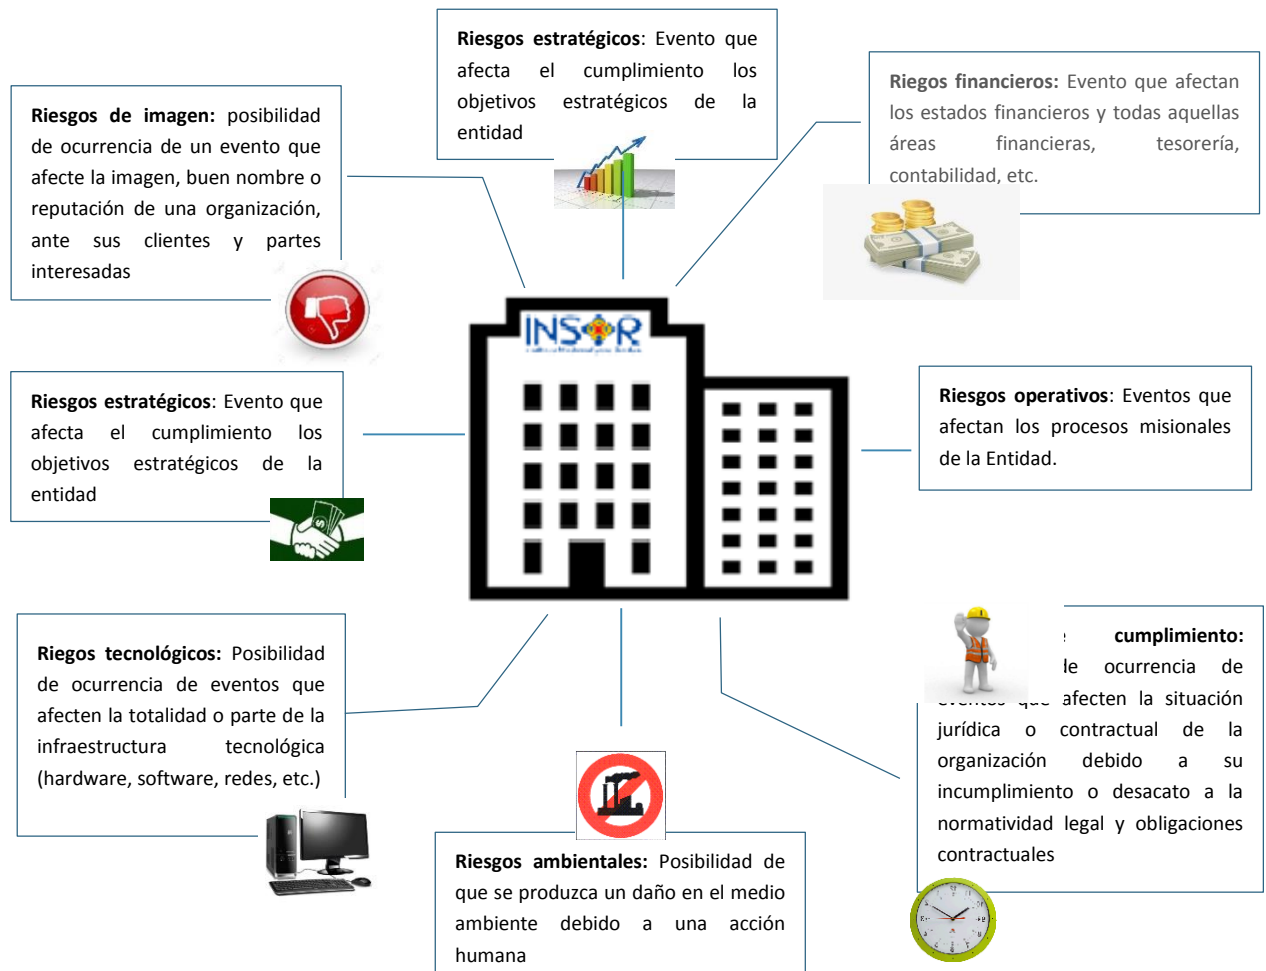 Riesgos estratégicos: Evento que
afecta el cumplimiento los
objetivos estratégicos de la
entidad
Riegos financieros: Evento que afectan
los estados financieros y todas aquellas
áreas financieras, tesorería,
contabilidad, etc.
Riesgos de imagen: posibilidad
de ocurrencia de un evento que
afecte la imagen, buen nombre o
reputación de una organización,
ante sus clientes y partes
interesadas
INSOR
Riesgos estratégicos: Evento que
afecta el cumplimiento los
objetivos estratégicos de la
entidad
Riesgos operativos: Eventos que
afectan los procesos misionales
de la Entidad.
Riegos tecnológicos: Posibilidad
de ocurrencia de eventos que
afecten la totalidad o parte de la
infraestructura tecnológica
(hardware, software, redes, etc.)
cumplimiento:
de ocurrencia de
eventos que afecten la situación
jurídica o contractual de la
organización debido a su
incumplimiento o desacato a la
normatividad legal y obligaciones
contractuales
Riesgos ambientales: Posibilidad de
que se produzca un daño en el medio
ambiente debido a una acción
humana